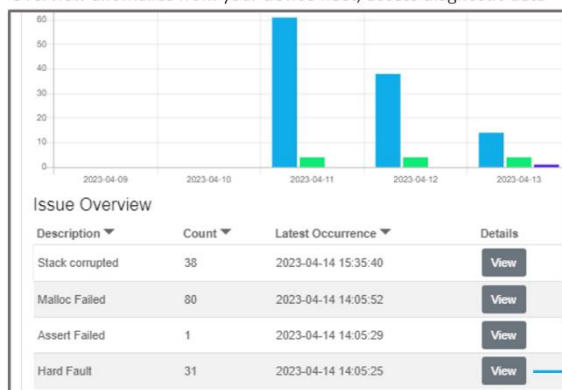 60
50
40
30
20
10
0
2023-04-09 2023-04-10 2023-04-11 2023-04-12 2023-04-13
Issue Overview
Description Count Latest Occurrence Details
Stack corrupted 38 2023-04-14 15:35:40 View
Malloc Failed 80 2023-04-14 14:05:52 View
Assert Failed 1 2023-04-14 14:05:29 View
Hard Fault 31 2023-04-14 14:05:25 View